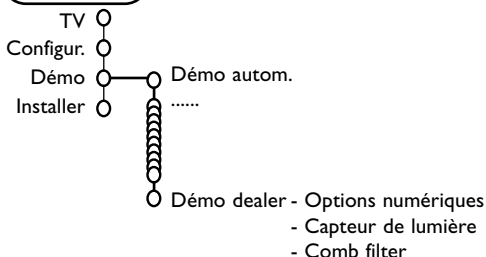 TV
Configur.
Démo
Démo autom.
Installer
......
Démo dealer - Options numériques
- Capteur de lumière
- Comb filter